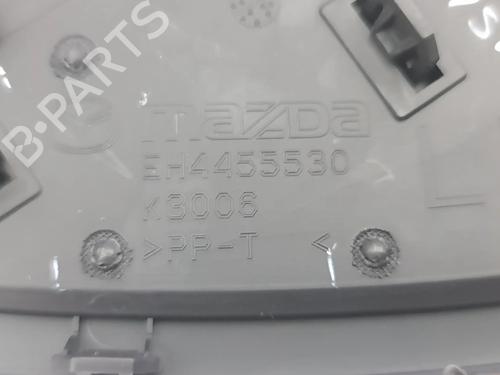 B-PARTS
mazda
EH4455530
K3006
>PP-T <
L